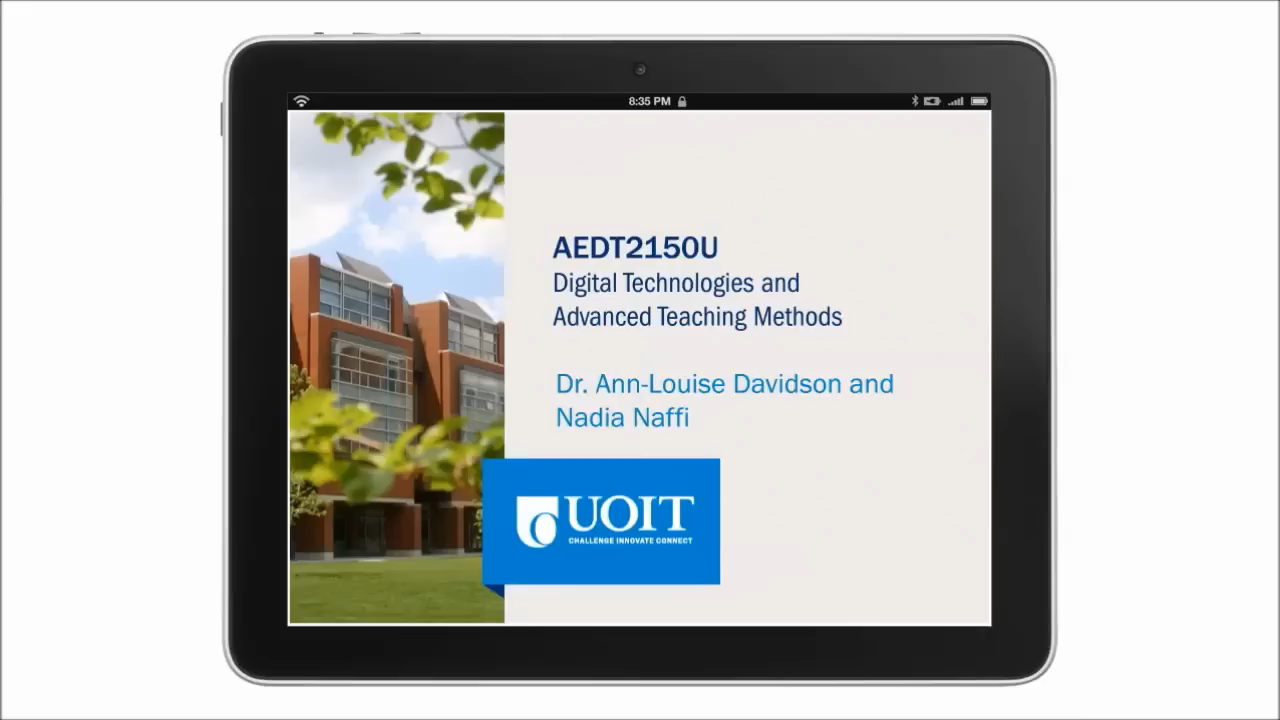 8:35 PM
AEDT2150U
Digital Technologies and
Advanced Teaching Methods
Dr. Ann-Louise Davidson and
Nadia Naffi
UOIT
CHALLENGE INNOVATE CONNECT